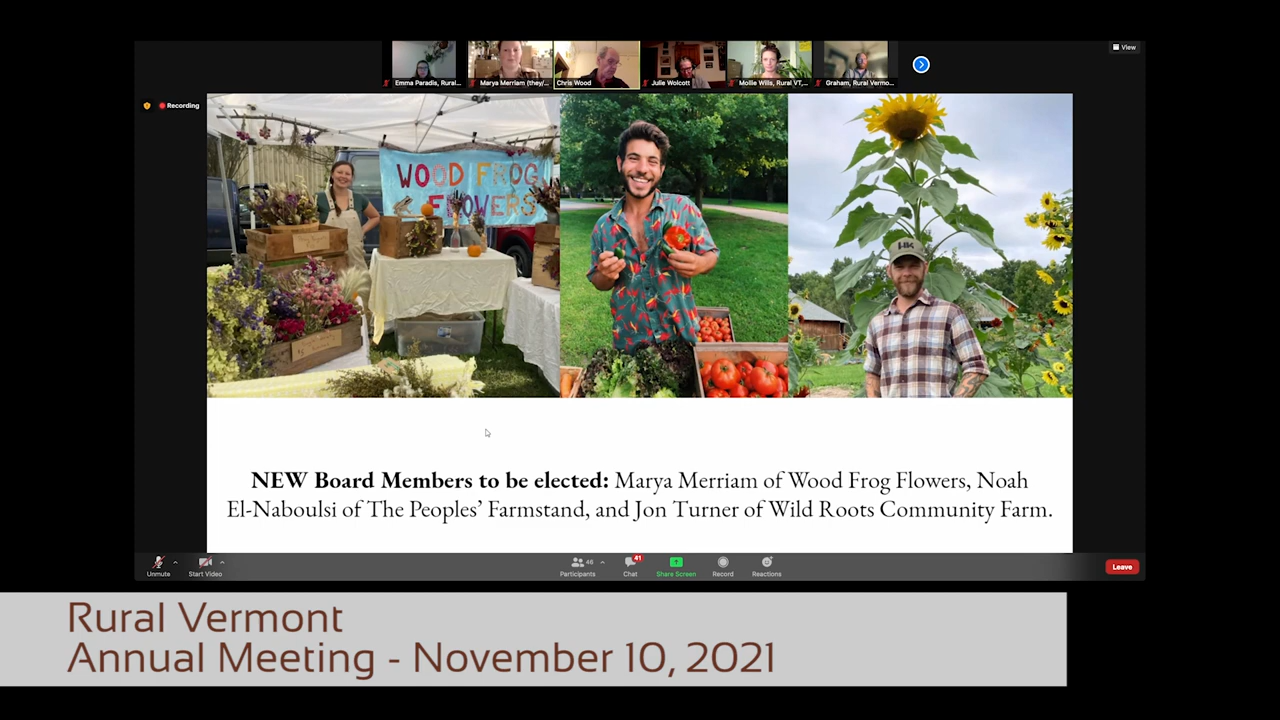 View
Emma Paradis, Rural...
Marya Merriam (they/...
Chris Wood
Julie Wolcott
Mollie Wills, Rural VT,...
Graham, Rural Vermo...
Recording
WOOD FROG
FLOWERS
NEW Board Members to be elected: Marya Merriam of Wood Frog Flowers, Noah
El-Naboulsi of The Peoples’ Farmstand, and Jon Turner of Wild Roots Community Farm.
Unmute
Start Video
46
Participants
41
Chat
Share Screen
Record
Reactions
Leave
Rural Vermont
Annual Meeting - November 10, 2021